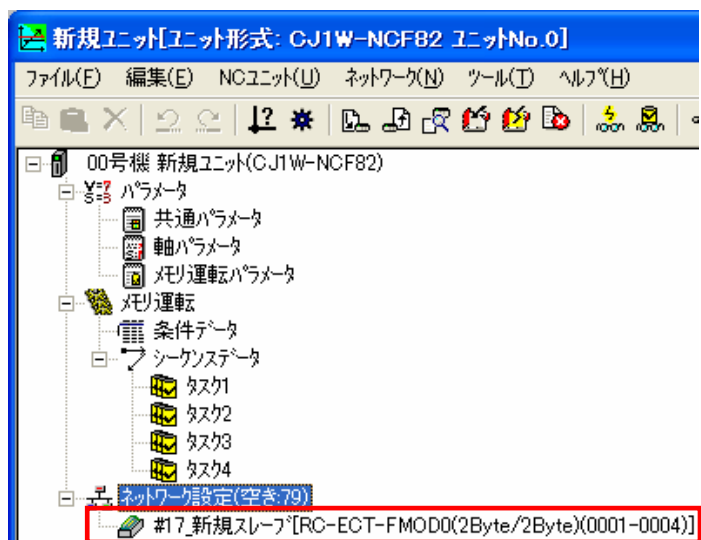 新規ユニット[ユニット形式: CJ1W-NCF82 ユニットNo.0]
ファイル(F) 編集(E) NCユニット(U) ネットワーク(N) ツール(T) ヘルプ(H)
00号機 新規ユニット(CJ1W-NCF82)
パラメータ
共通パラメータ
軸パラメータ
メモリ運転パラメータ
メモリ運転
条件データ
シーケンスデータ
タスク1
タスク2
タスク3
タスク4
ネットワーク設定(空き:79)
#17_新規スレーブ[RC-ECT-FMOD0(2Byte/2Byte)(0001-0004)]